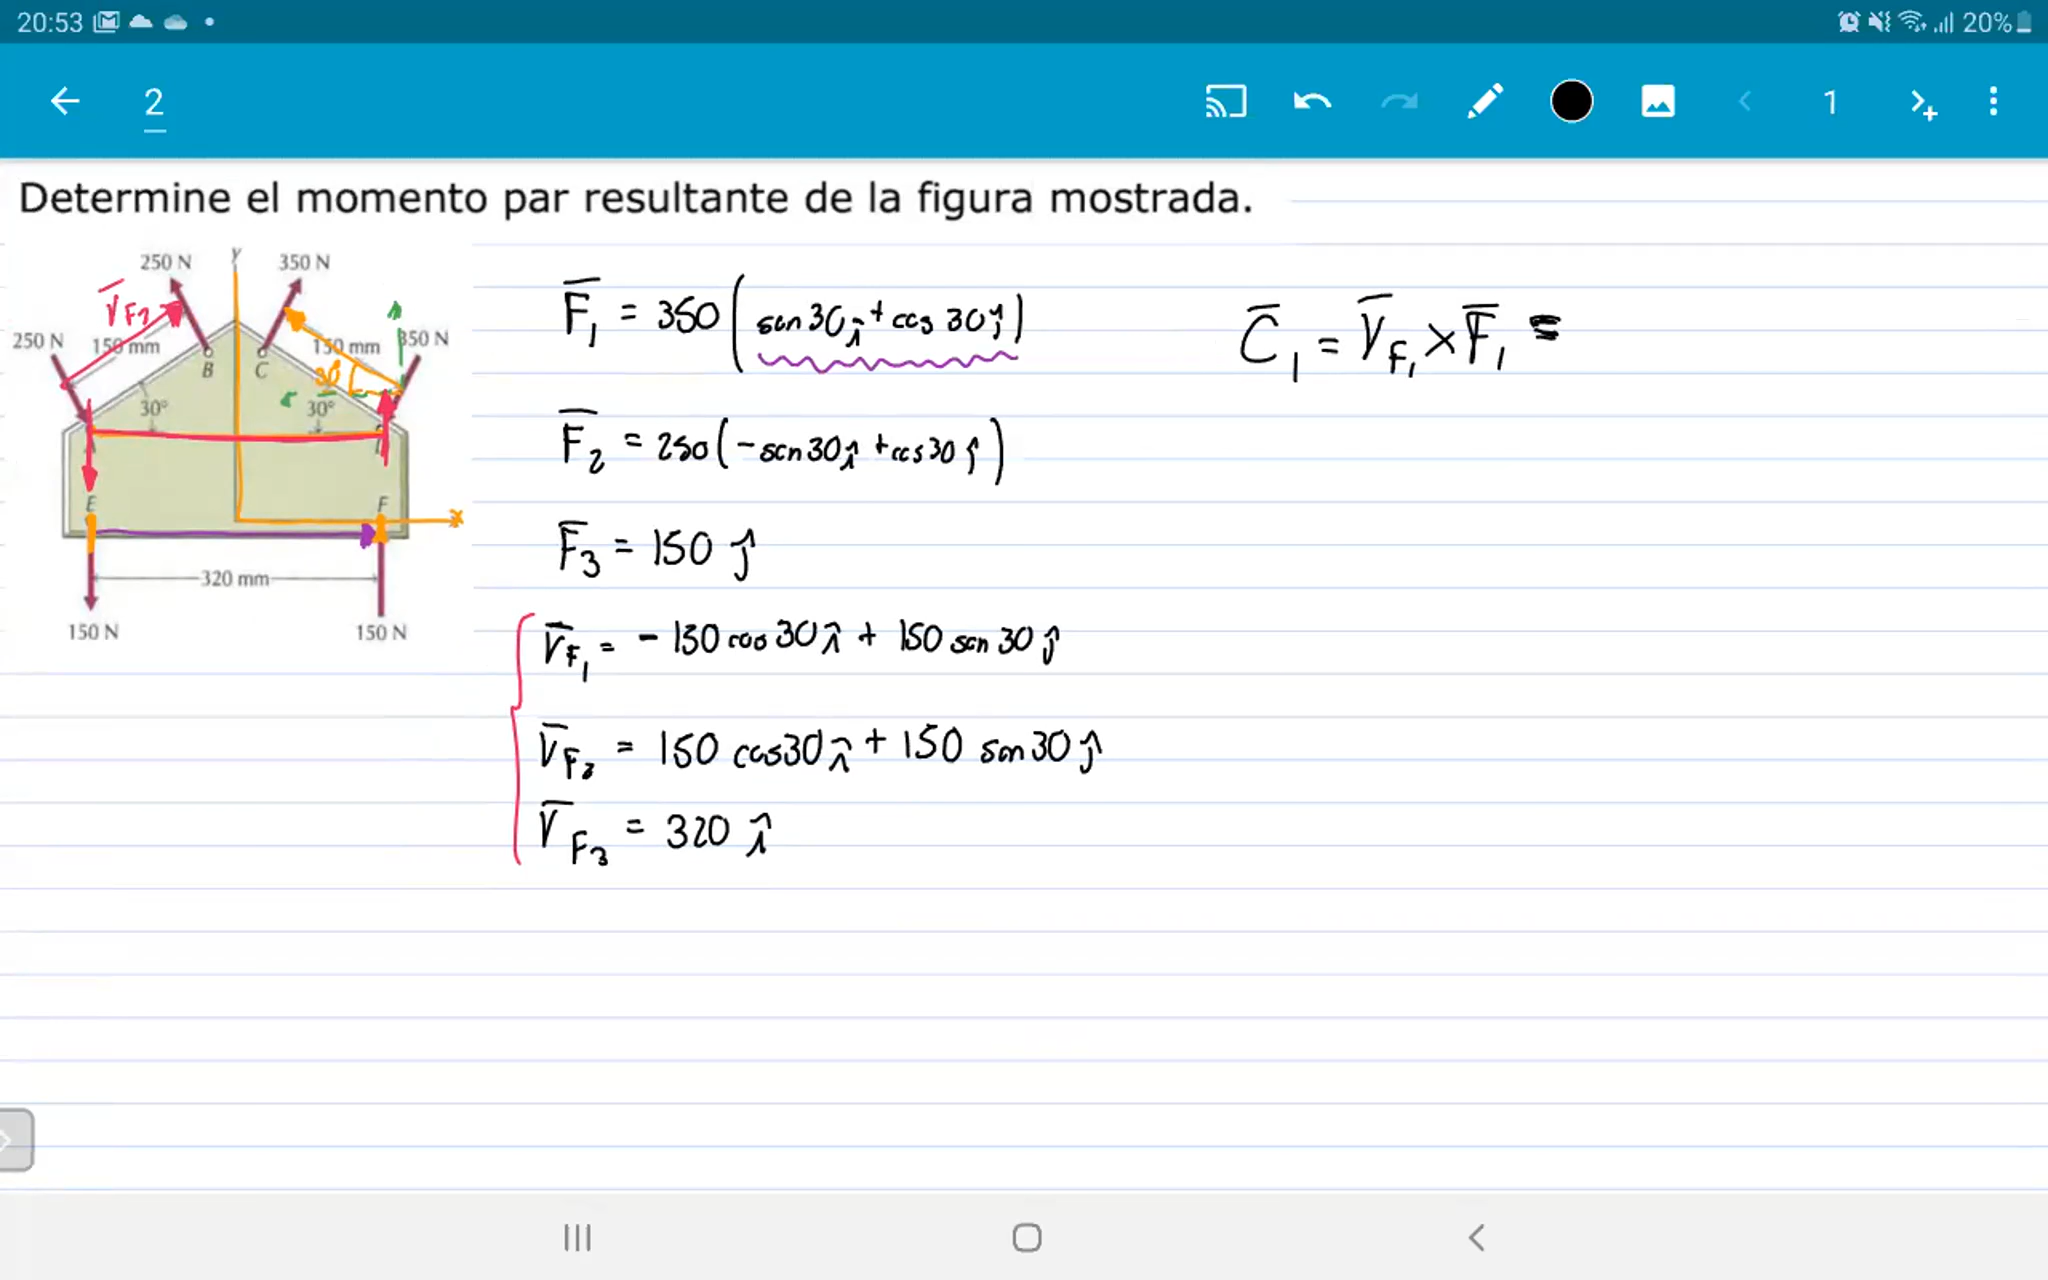 20:53
20%
2
1
Determine el momento par resultante de la figura mostrada.
250 N
Y
350 N
V̅F₂
250 N
150 mm
150 mm
350 N
B
C
30
30°
30°
E
F
x
320 mm
150 N
150 N
F̅₁ = 350 (sen 30 î + cos 30 ĵ)
F̅₂ = 250 (-sen 30 î + cos 30 ĵ)
F̅₃ = 150 ĵ
V̅F₁ = - 150 cos 30 î + 150 sen 30 ĵ
V̅F₂ = 150 cos 30 î + 150 sen 30 ĵ
V̅F₃ = 320 î
C̅₁ = V̅F₁ × F̅₁ =